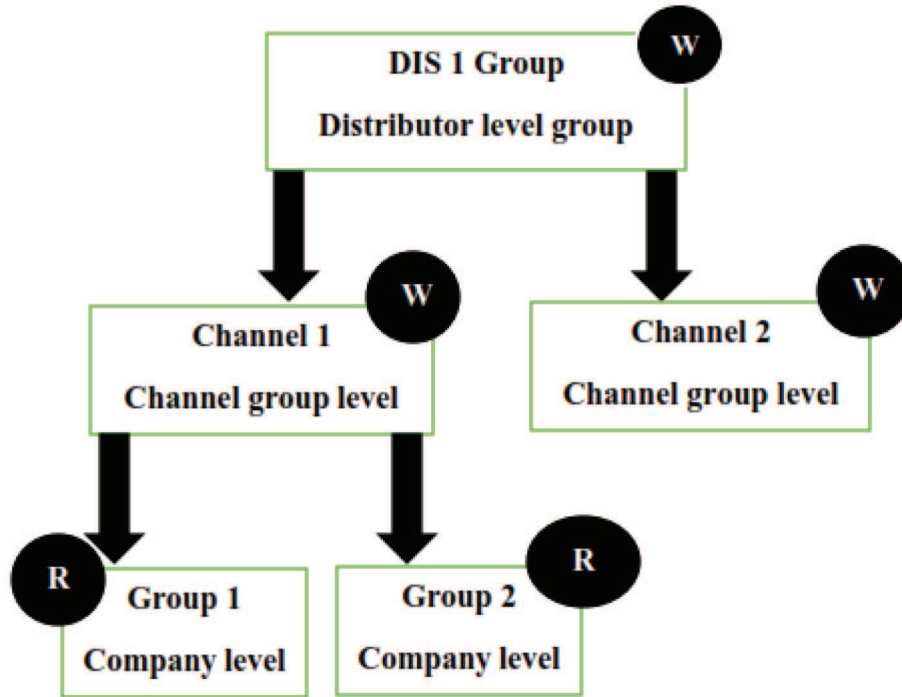 W
DIS 1 Group
Distributor level group
W
Channel 1
Channel group level
W
Channel 2
Channel group level
R
Group 1
Company level
R
Group 2
Company level